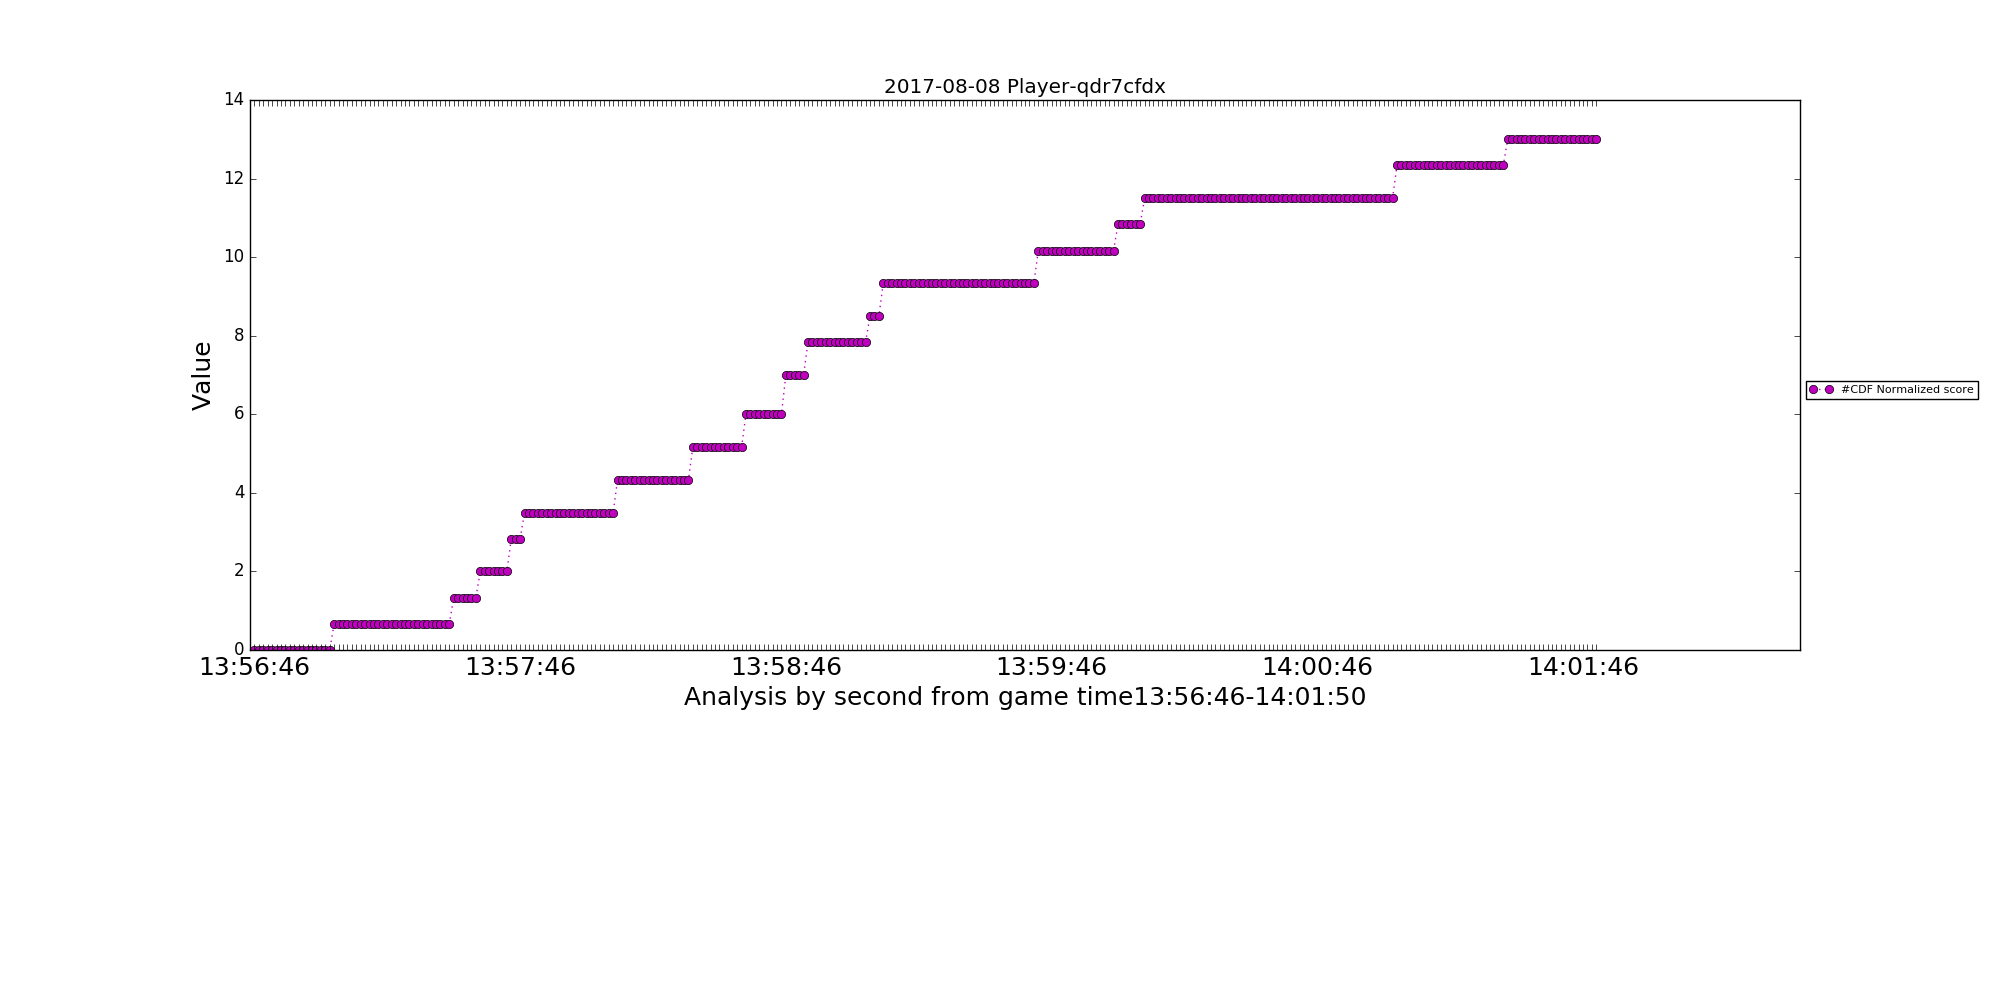 2017-08-08 Player-qdr7cfdx
14
12
10
8
6
4
2
0
Value
#CDF Normalized score
13:56:46 13:57:46 13:58:46 13:59:46 14:00:46 14:01:46
Analysis by second from game time13:56:46-14:01:50